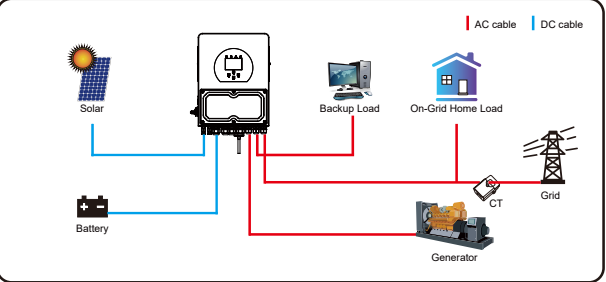 AC cable
DC cable
Solar
Backup Load
On-Grid Home Load
CT
Grid
Battery
Generator